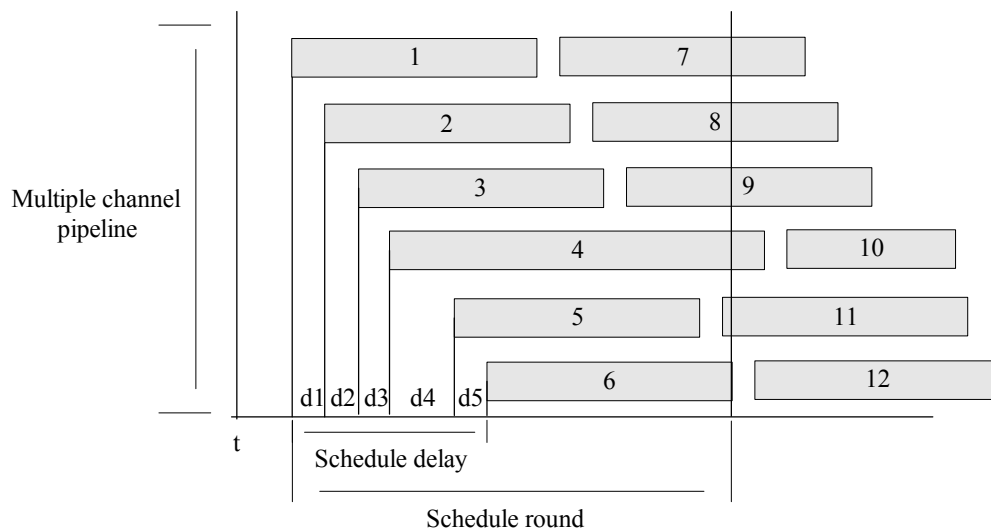 1
7
2
8
3
9
Multiple channel
pipeline
4
10
5
11
6
12
d1 d2 d3 d4 d5
t
Schedule delay
Schedule round